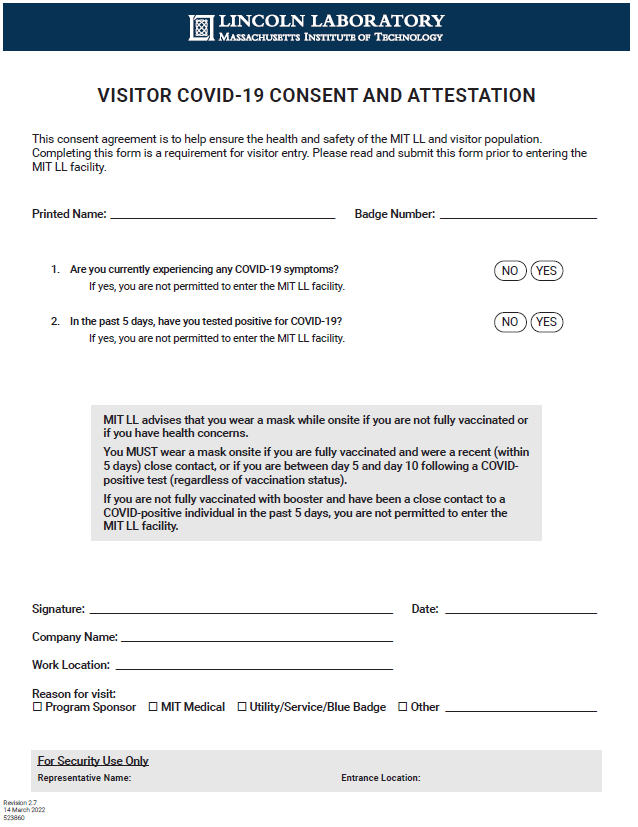 LINCOLN LABORATORY
MASSACHUSETTS INSTITUTE OF TECHNOLOGY
VISITOR COVID-19 CONSENT AND ATTESTATION
This consent agreement is to help ensure the health and safety of the MIT LL and visitor population.
Completing this form is a requirement for visitor entry. Please read and submit this form prior to entering the
MIT LL facility.
Printed Name: Badge Number:
1. Are you currently experiencing any COVID-19 symptoms? NO YES
If yes, you are not permitted to enter the MIT LL facility.
2. In the past 5 days, have you tested positive for COVID-19? NO YES
If yes, you are not permitted to enter the MIT LL facility.
MIT LL advises that you wear a mask while onsite if you are not fully vaccinated or
if you have health concerns.
You MUST wear a mask onsite if you are fully vaccinated and were a recent (within
5 days) close contact, or if you are between day 5 and day 10 following a COVID-
positive test (regardless of vaccination status).
If you are not fully vaccinated with booster and have been a close contact to a
COVID-positive individual in the past 5 days, you are not permitted to enter the
MIT LL facility.
Signature: Date:
Company Name:
Work Location:
Reason for visit:
☐ Program Sponsor ☐ MIT Medical ☐ Utility/Service/Blue Badge ☐ Other
For Security Use Only
Representative Name: Entrance Location:
Revision 2.7
14 March 2022
523860